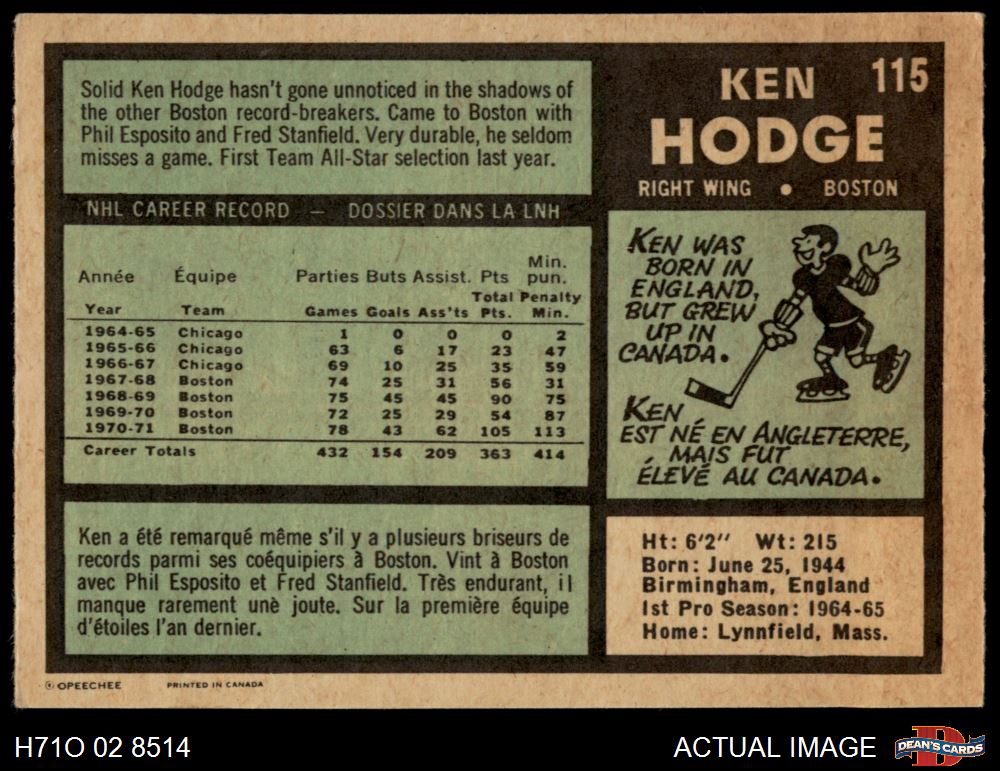 Solid Ken Hodge hasn't gone unnoticed in the shadows of
the other Boston record-breakers. Came to Boston with
Phil Esposito and Fred Stanfield. Very durable, he seldom
misses a game. First Team All-Star selection last year.
KEN 115
HODGE
RIGHT WING • BOSTON
NHL CAREER RECORD — DOSSIER DANS LA LNH
Année Équipe Parties Buts Assist. Pts Min. pun.
Year Team Games Goals Ass'ts Total Pts. Penalty Min.
1964-65 Chicago 1 0 0 0 2
1965-66 Chicago 63 6 17 23 47
1966-67 Chicago 69 10 25 35 59
1967-68 Boston 74 25 31 56 31
1968-69 Boston 75 45 45 90 75
1969-70 Boston 72 25 29 54 87
1970-71 Boston 78 43 62 105 113
Career Totals 432 154 209 363 414
KEN WAS
BORN IN
ENGLAND,
BUT GREW
UP IN
CANADA.
KEN
EST NÉ EN ANGLETERRE,
MAIS FUT
ÉLEVÉ AU CANADA.
Ken a été remarqué même s'il y a plusieurs briseurs de
records parmi ses coéquipiers à Boston. Vint à Boston
avec Phil Esposito et Fred Stanfield. Très endurant, il
manque rarement unè joute. Sur la première équipe
d'étoiles l'an dernier.
Ht: 6'2" Wt: 215
Born: June 25, 1944
Birmingham, England
1st Pro Season: 1964-65
Home: Lynnfield, Mass.
© OPEECHEE PRINTED IN CANADA
H71O 02 8514 ACTUAL IMAGE D DEAN'S CARDS